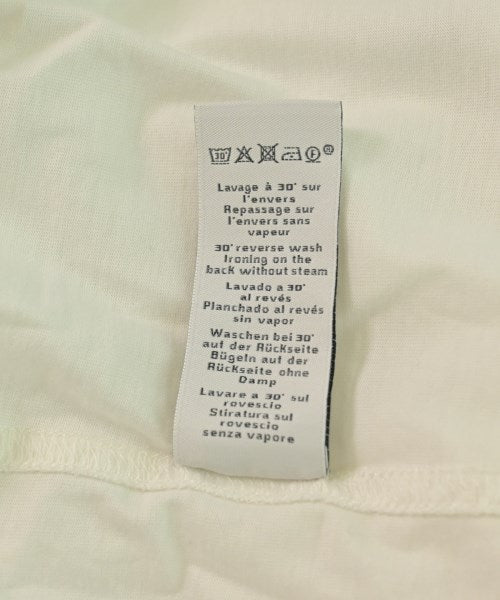 30°
F
Lavage à 30° sur
l'envers
Repassage sur
l'envers sans
vapeur
30° reverse wash
Ironing on the
back without steam
Lavado a 30°
al revés
Planchado al revés
sin vapor
Waschen bei 30°
auf der Rückseite
Bügeln auf der
Rückseite ohne
Damp
Lavare a 30° sul
rovescio
Stiratura sul
rovescio
senza vapore